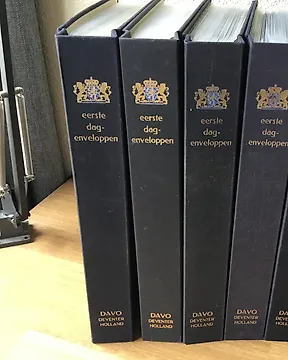 eerste
dag-
enveloppen
DAVO
DEVENTER
HOLLAND
eerste
dag-
enveloppen
DAVO
DEVENTER
HOLLAND
eerste
dag-
enveloppen
DAVO
DEVENTER
HOLLAND
eerste
dag-
enveloppen
DAVO
DEVENTER
HOLLAND